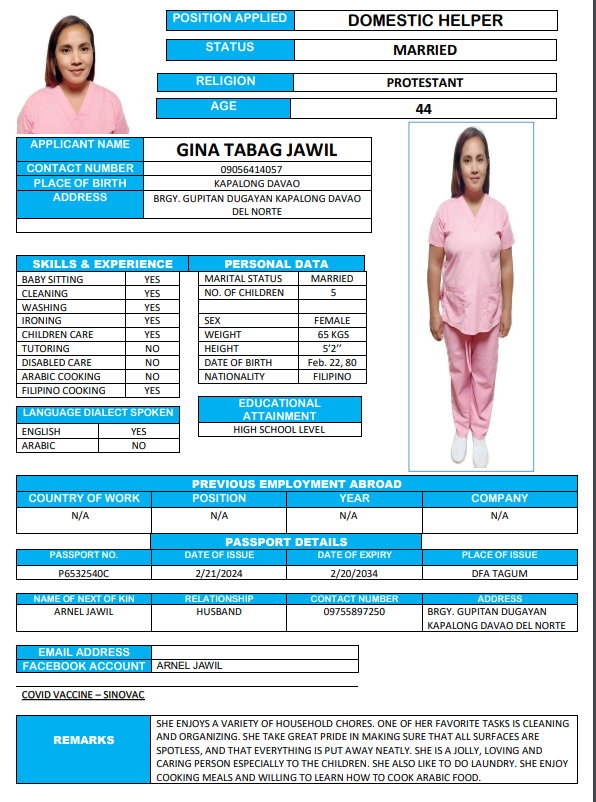 POSITION APPLIED DOMESTIC HELPER
STATUS MARRIED
RELIGION PROTESTANT
AGE 44
APPLICANT NAME GINA TABAG JAWIL
CONTACT NUMBER 09056414057
PLACE OF BIRTH KAPALONG DAVAO
ADDRESS BRGY. GUPITAN DUGAYAN KAPALONG DAVAO
DEL NORTE
SKILLS & EXPERIENCE
BABY SITTING YES
CLEANING YES
WASHING YES
IRONING YES
CHILDREN CARE YES
TUTORING NO
DISABLED CARE NO
ARABIC COOKING NO
FILIPINO COOKING YES
LANGUAGE DIALECT SPOKEN
ENGLISH YES
ARABIC NO
PERSONAL DATA
MARITAL STATUS MARRIED
NO. OF CHILDREN 5
SEX FEMALE
WEIGHT 65 KGS
HEIGHT 5'2''
DATE OF BIRTH Feb. 22, 80
NATIONALITY FILIPINO
EDUCATIONAL
ATTAINMENT
HIGH SCHOOL LEVEL
PREVIOUS EMPLOYMENT ABROAD
COUNTRY OF WORK POSITION YEAR COMPANY
N/A N/A N/A N/A
PASSPORT DETAILS
PASSPORT NO. DATE OF ISSUE DATE OF EXPIRY PLACE OF ISSUE
P6532540C 2/21/2024 2/20/2034 DFA TAGUM
NAME OF NEXT OF KIN RELATIONSHIP CONTACT NUMBER ADDRESS
ARNEL JAWIL HUSBAND 09755897250 BRGY. GUPITAN DUGAYAN
KAPALONG DAVAO DEL NORTE
EMAIL ADDRESS
FACEBOOK ACCOUNT ARNEL JAWIL
COVID VACCINE – SINOVAC
REMARKS
SHE ENJOYS A VARIETY OF HOUSEHOLD CHORES. ONE OF HER FAVORITE TASKS IS CLEANING
AND ORGANIZING. SHE TAKE GREAT PRIDE IN MAKING SURE THAT ALL SURFACES ARE
SPOTLESS, AND THAT EVERYTHING IS PUT AWAY NEATLY. SHE IS A JOLLY, LOVING AND
CARING PERSON ESPECIALLY TO THE CHILDREN. SHE ALSO LIKE TO DO LAUNDRY. SHE ENJOY
COOKING MEALS AND WILLING TO LEARN HOW TO COOK ARABIC FOOD.